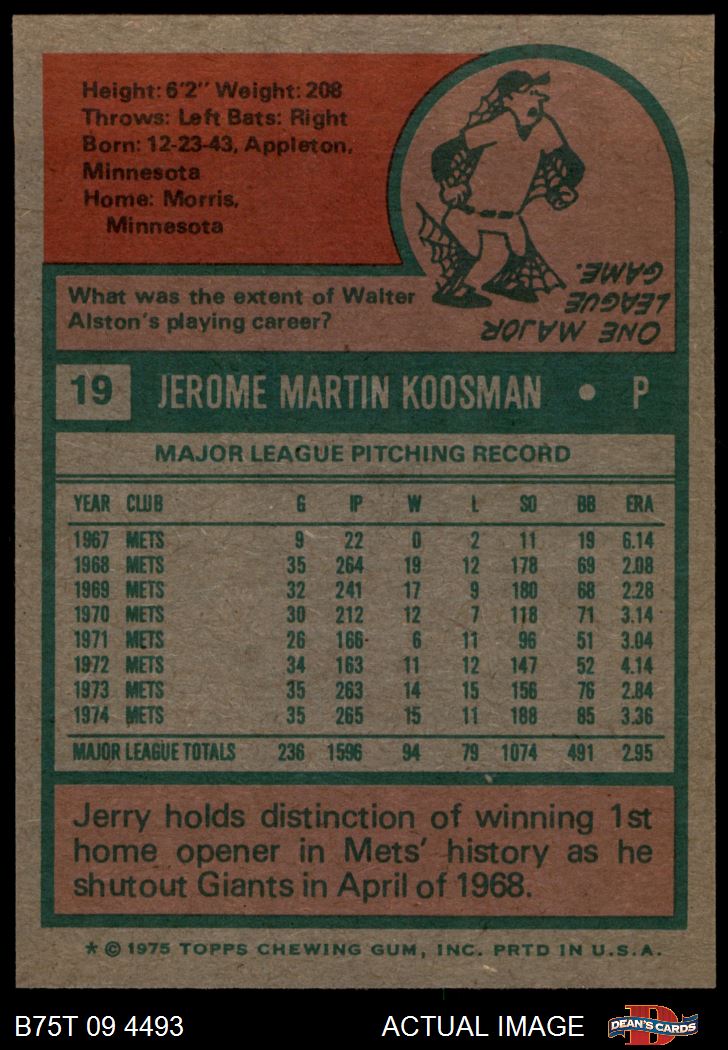 Height: 6'2" Weight: 208
Throws: Left Bats: Right
Born: 12-23-43, Appleton,
Minnesota
Home: Morris,
Minnesota
What was the extent of Walter
Alston's playing career?
ONE MAJOR
LEAGUE
GAME.
19 JEROME MARTIN KOOSMAN • P
MAJOR LEAGUE PITCHING RECORD
YEAR CLUB G IP W L SO BB ERA
1967 METS 9 22 0 2 11 19 6.14
1968 METS 35 264 19 12 178 69 2.08
1969 METS 32 241 17 9 180 68 2.28
1970 METS 30 212 12 7 118 71 3.14
1971 METS 26 166 6 11 96 51 3.04
1972 METS 34 163 11 12 147 52 4.14
1973 METS 35 263 14 15 156 76 2.84
1974 METS 35 265 15 11 188 85 3.36
MAJOR LEAGUE TOTALS 236 1596 94 79 1074 491 2.95
Jerry holds distinction of winning 1st
home opener in Mets' history as he
shutout Giants in April of 1968.
* © 1975 TOPPS CHEWING GUM, INC. PRTD IN U.S.A.
B75T 09 4493 ACTUAL IMAGE D DEAN'S CARDS